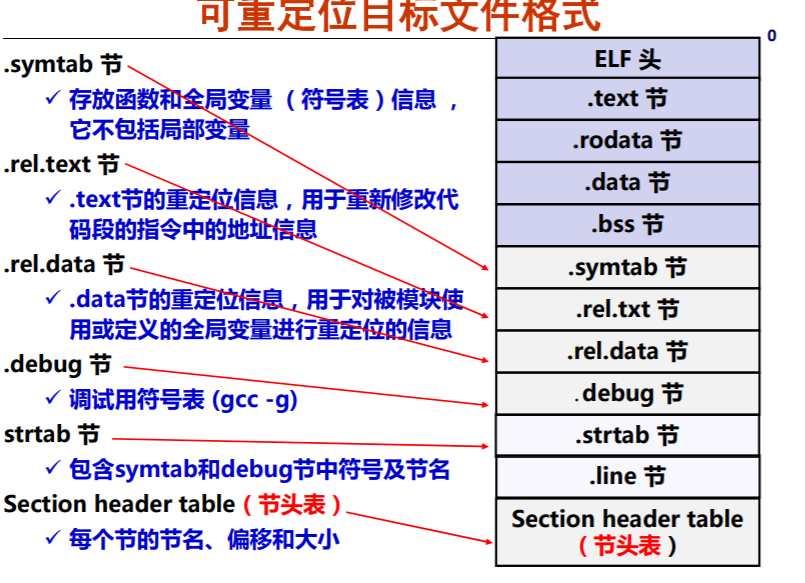 可重定位目标文件格式
.symtab 节
✓ 存放函数和全局变量 （符号表）信息 ，
它不包括局部变量
.rel.text 节
✓ .text节的重定位信息，用于重新修改代
码段的指令中的地址信息
.rel.data 节
✓ .data节的重定位信息，用于对被模块使
用或定义的全局变量进行重定位的信息
.debug 节
✓ 调试用符号表 (gcc -g)
strtab 节
✓ 包含symtab和debug节中符号及节名
Section header table（节头表）
✓ 每个节的节名、偏移和大小
0
ELF 头
.text 节
.rodata 节
.data 节
.bss 节
.symtab 节
.rel.txt 节
.rel.data 节
.debug 节
.strtab 节
.line 节
Section header table
（节头表）